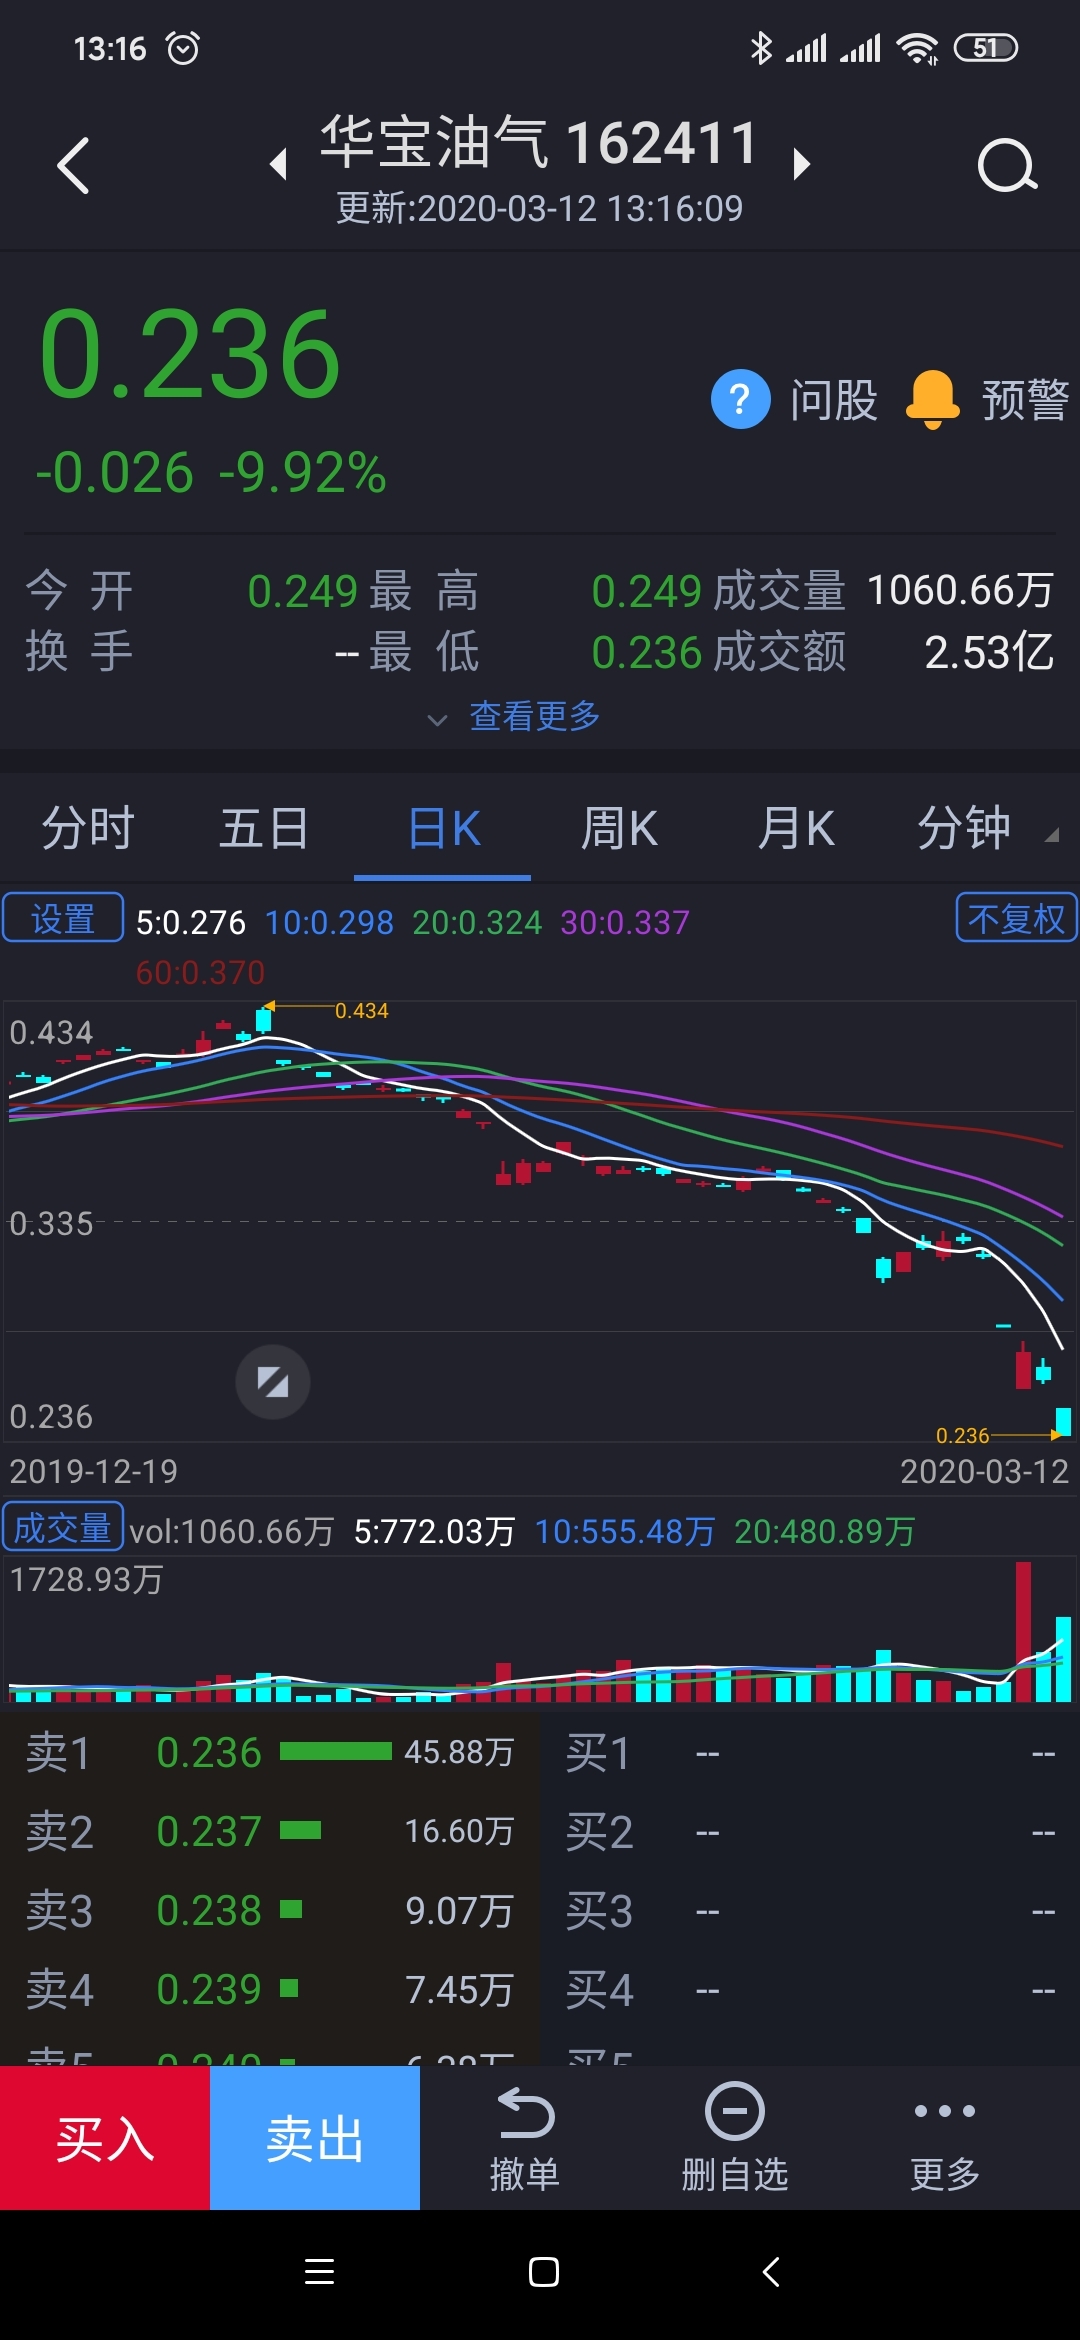 13:16 51
华宝油气 162411
更新:2020-03-12 13:16:09
0.236
? 问股 预警
-0.026 -9.92%
今开 0.249 最高 0.249 成交量 1060.66万
换手 -- 最低 0.236 成交额 2.53亿
查看更多
分时 五日 日K 周K 月K 分钟
设置 5:0.276 10:0.298 20:0.324 30:0.337 不复权
60:0.370
0.434
0.434
0.335
0.236
0.236
2019-12-19 2020-03-12
成交量 vol:1060.66万 5:772.03万 10:555.48万 20:480.89万
1728.93万
卖1 0.236 45.88万 买1 -- --
卖2 0.237 16.60万 买2 -- --
卖3 0.238 9.07万 买3 -- --
卖4 0.239 7.45万 买4 -- --
卖5 0.240 买5
买入 卖出 撤单 删自选 更多